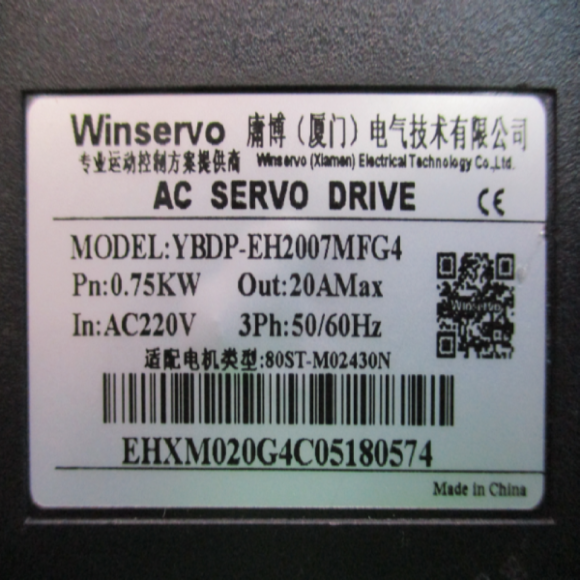 Winservo 庸博（厦门）电气技术有限公司
专业运动控制方案提供商 Winservo (Xiamen) Electrical Technology Co.,Ltd.
AC SERVO DRIVE CE
MODEL:YBDP-EH2007MFG4
Pn:0.75KW Out:20AMax
In:AC220V 3Ph:50/60Hz
Winservo
适配电机类型:80ST-M02430N
EHXM020G4C05180574
Made in China